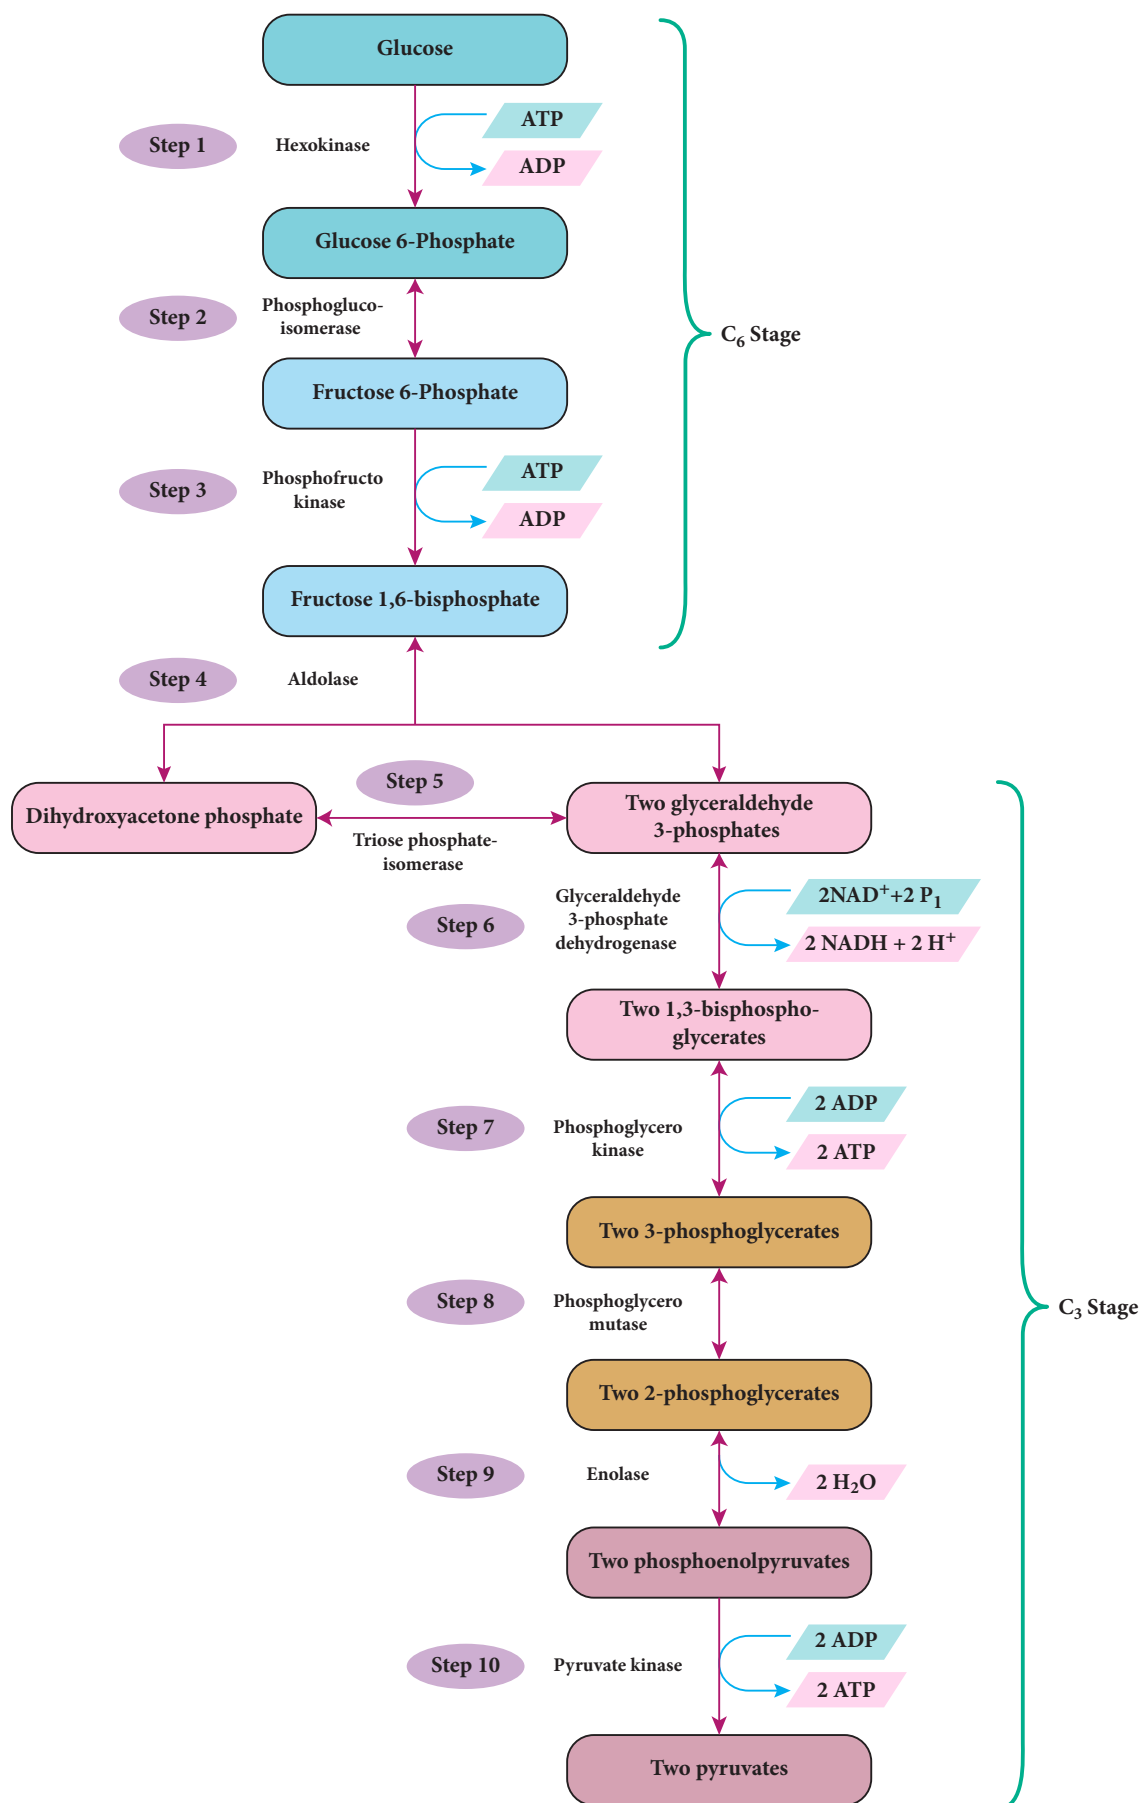 Glucose
Step 1
Hexokinase
ATP
ADP
Glucose 6-Phosphate
Step 2
Phosphogluco-
isomerase
C₆ Stage
Fructose 6-Phosphate
Step 3
Phosphofructo
kinase
ATP
ADP
Fructose 1,6-bisphosphate
Step 4
Aldolase
Dihydroxyacetone phosphate
Step 5
Triose phosphate-
isomerase
Two glyceraldehyde
3-phosphates
Step 6
Glyceraldehyde
3-phosphate
dehydrogenase
2NAD⁺+2 P₁
2 NADH + 2 H⁺
Two 1,3-bisphospho-
glycerates
Step 7
Phosphoglycero
kinase
2 ADP
2 ATP
Two 3-phosphoglycerates
Step 8
Phosphoglycero
mutase
C₃ Stage
Two 2-phosphoglycerates
Step 9
Enolase
2 H₂O
Two phosphoenolpyruvates
Step 10
Pyruvate kinase
2 ADP
2 ATP
Two pyruvates